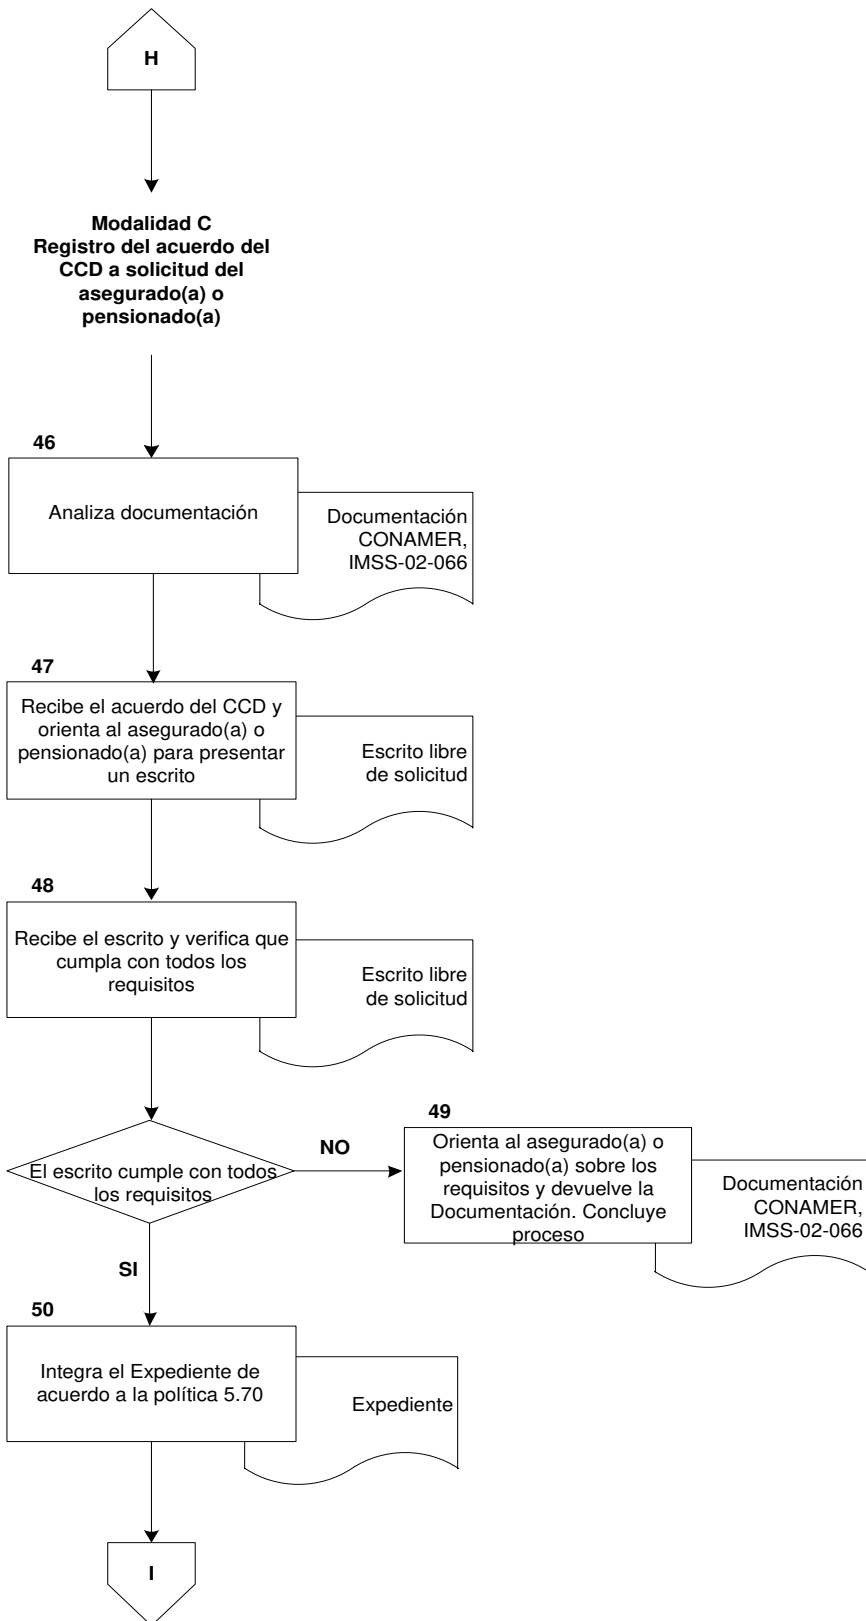 H
Modalidad C
Registro del acuerdo del
CCD a solicitud del
asegurado(a) o
pensionado(a)
46
Analiza documentación
Documentación
CONAMER,
IMSS-02-066
47
Recibe el acuerdo del CCD y
orienta al asegurado(a) o
pensionado(a) para presentar
un escrito
Escrito libre
de solicitud
48
Recibe el escrito y verifica que
cumpla con todos los
requisitos
Escrito libre
de solicitud
El escrito cumple con todos
los requisitos
NO
49
Orienta al asegurado(a) o
pensionado(a) sobre los
requisitos y devuelve la
Documentación. Concluye
proceso
Documentación
CONAMER,
IMSS-02-066
SI
50
Integra el Expediente de
acuerdo a la política 5.70
Expediente
I